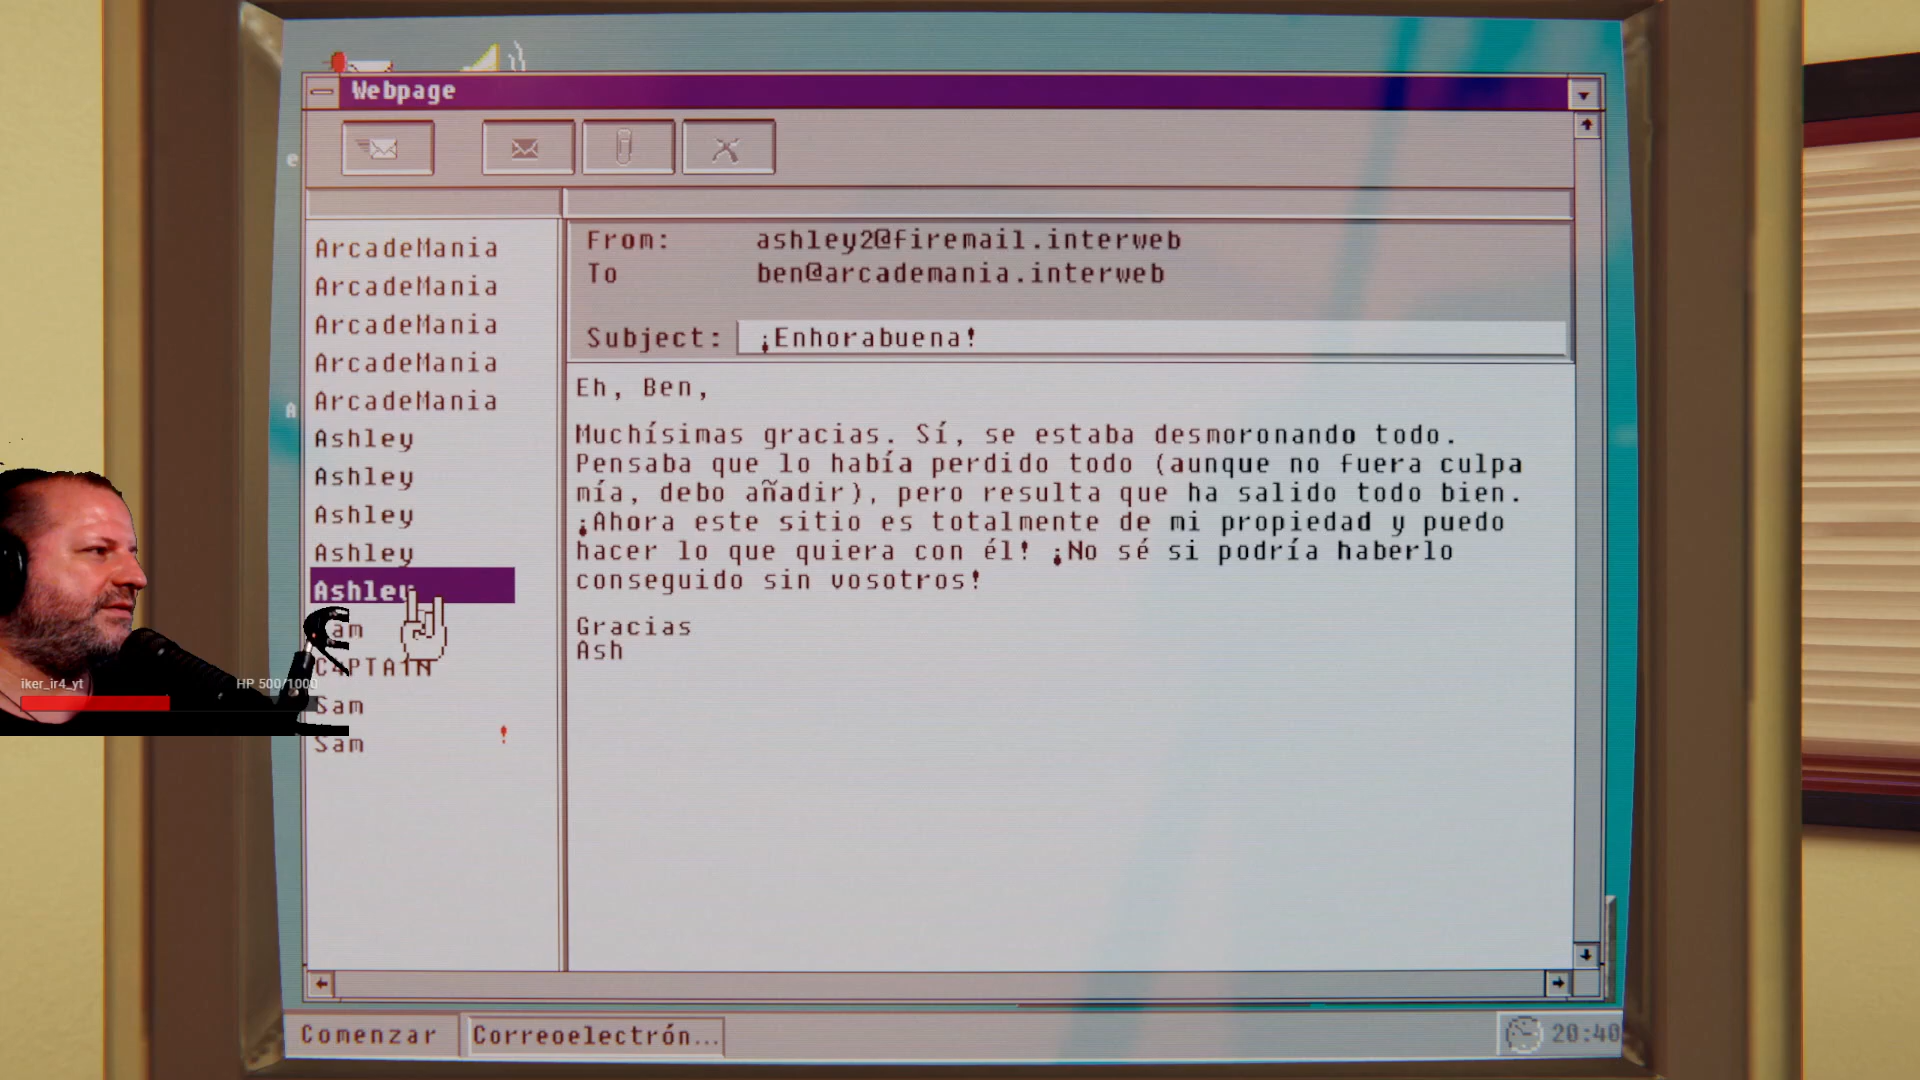 Webpage
e
ArcadeMania
ArcadeMania
ArcadeMania
ArcadeMania
ArcadeMania
A
Ashley
Ashley
Ashley
Ashley
Ashley
am
C4PTA1N
Sam
Sam
!
From: ashley2@firemail.interweb
To ben@arcademania.interweb
Subject: ¡Enhorabuena!
Eh, Ben,
Muchísimas gracias. Sí, se estaba desmoronando todo.
Pensaba que lo había perdido todo (aunque no fuera culpa
mía, debo añadir), pero resulta que ha salido todo bien.
¡Ahora este sitio es totalmente de mi propiedad y puedo
hacer lo que quiera con él! ¡No sé si podría haberlo
conseguido sin vosotros!
Gracias
Ash
iker_ir4_yt HP 500/1000
Comenzar Correoelectrón... 20:40